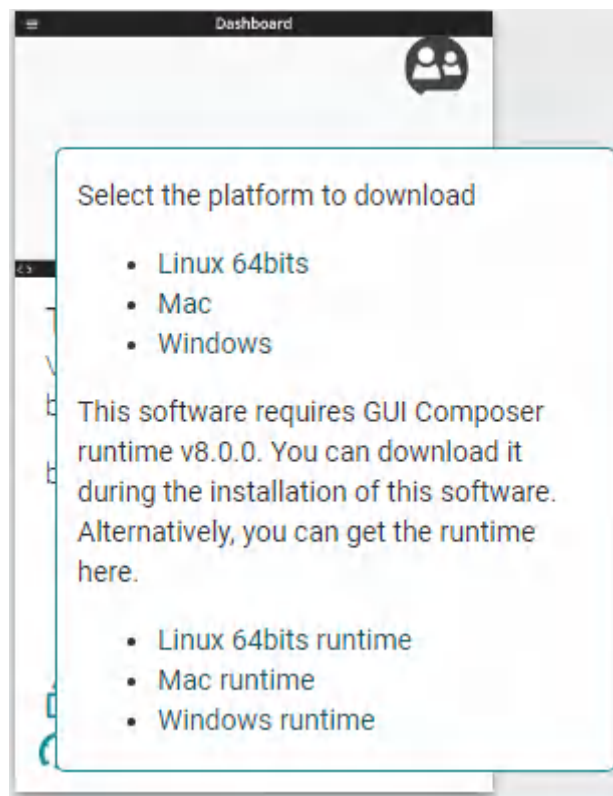 Dashboard
Select the platform to download
• Linux 64bits
• Mac
• Windows
This software requires GUI Composer
runtime v8.0.0. You can download it
during the installation of this software.
Alternatively, you can get the runtime
here.
• Linux 64bits runtime
• Mac runtime
• Windows runtime